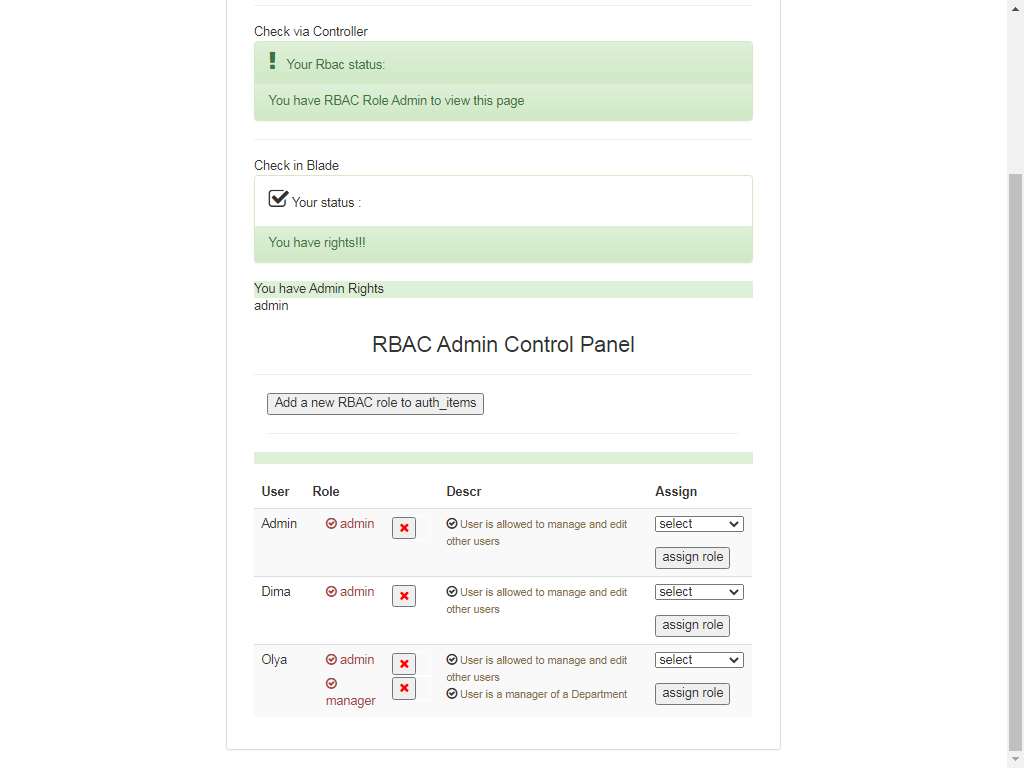 Check via Controller
Your Rbac status:
You have RBAC Role Admin to view this page
Check in Blade
Your status :
You have rights!!!
You have Admin Rights
admin
RBAC Admin Control Panel
Add a new RBAC role to auth_items
User Role Descr Assign
Admin admin User is allowed to manage and edit select
other users
assign role
Dima admin User is allowed to manage and edit select
other users
assign role
Olya admin User is allowed to manage and edit select
other users
manager User is a manager of a Department assign role